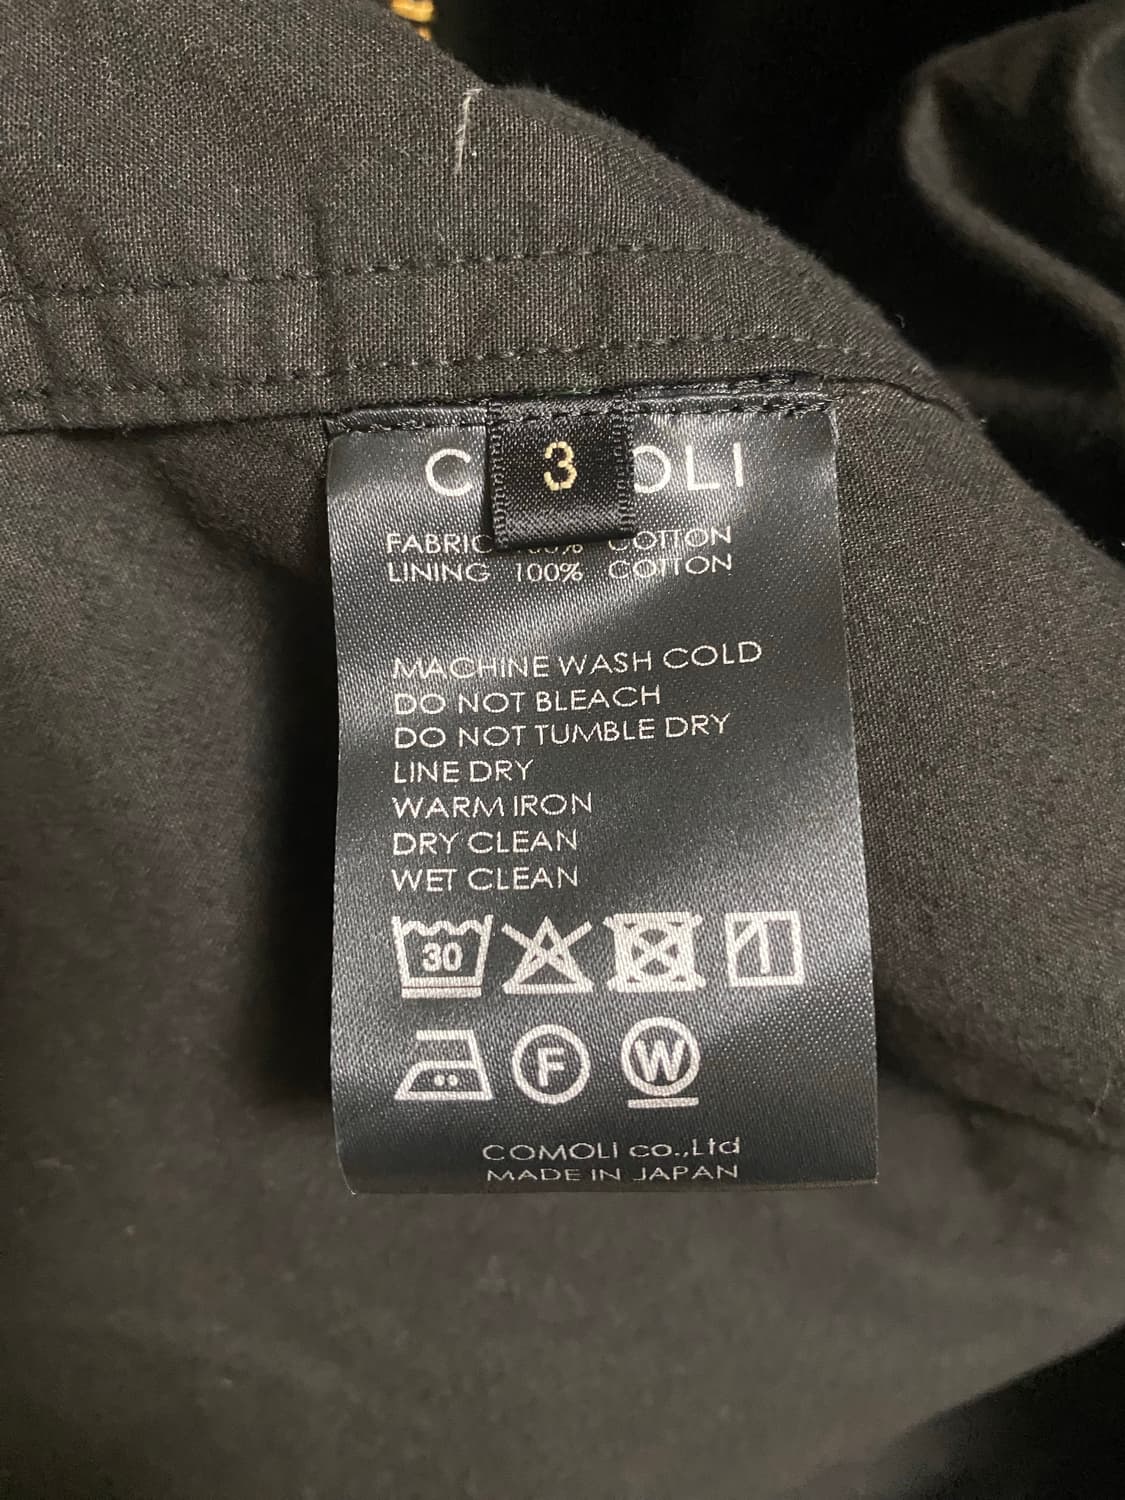 3
FABRIC 100% COTTON
LINING 100% COTTON
MACHINE WASH COLD
DO NOT BLEACH
DO NOT TUMBLE DRY
LINE DRY
WARM IRON
DRY CLEAN
WET CLEAN
30
F W
COMOLI co.,Ltd
MADE IN JAPAN